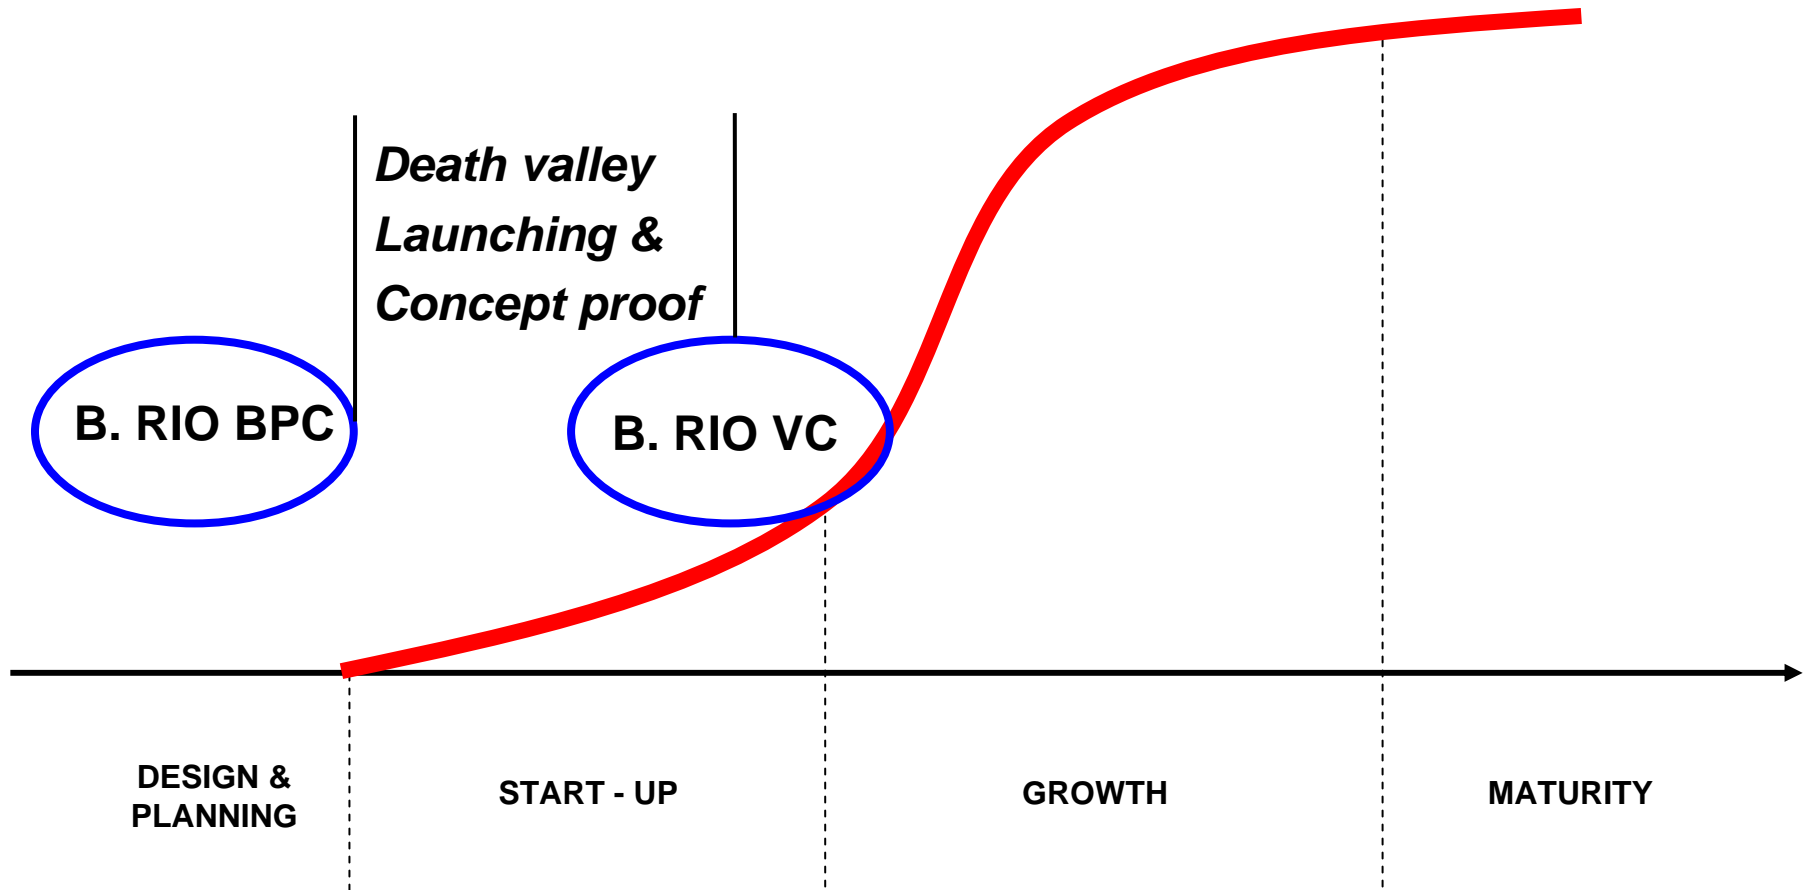 Death valley
Launching &
Concept proof
B. RIO BPC
B. RIO VC
DESIGN &
PLANNING
START - UP
GROWTH
MATURITY